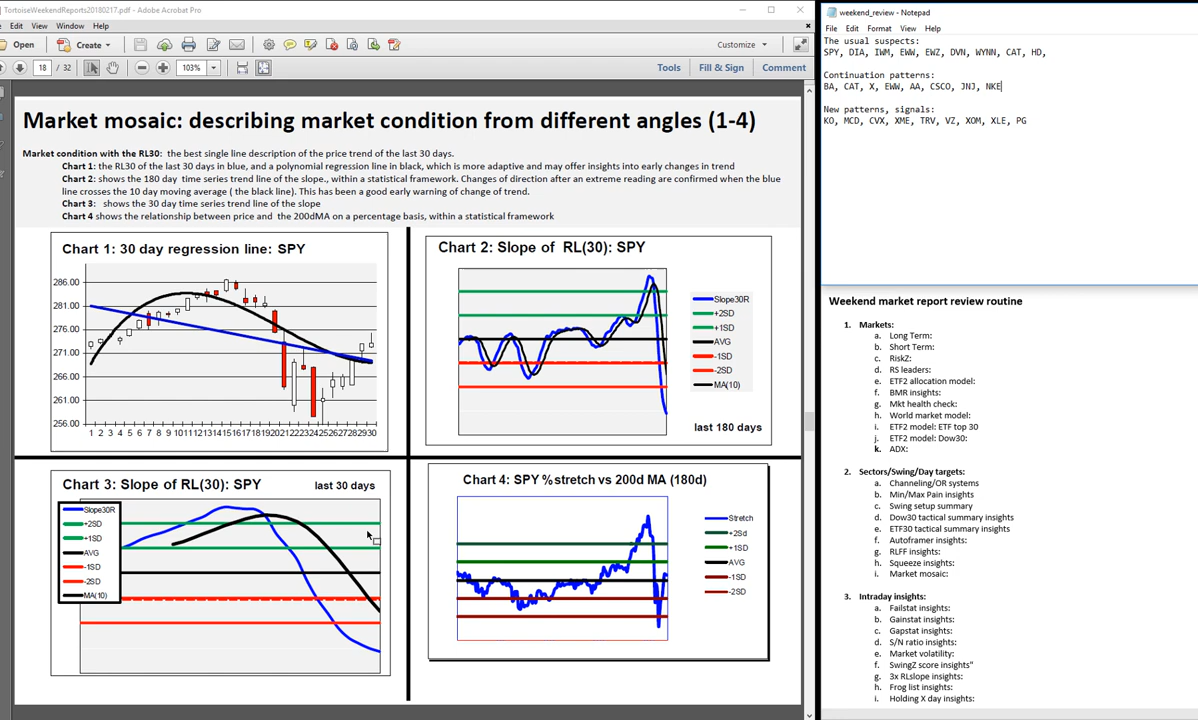 TortoiseWeekendReports20180217.pdf - Adobe Acrobat Pro
Edit View Window Help
Open Create Customize
18 / 32 103% Tools Fill & Sign Comment
Market mosaic: describing market condition from different angles (1-4)
Market condition with the RL30: the best single line description of the price trend of the last 30 days.
Chart 1: the RL30 of the last 30 days in blue, and a polynomial regression line in black, which is more adaptive and may offer insights into early changes in trend
Chart 2: shows the 180 day time series trend line of the slope., within a statistical framework. Changes of direction after an extreme reading are confirmed when the blue
line crosses the 10 day moving average ( the black line). This has been a good early warning of change of trend.
Chart 3: shows the 30 day time series trend line of the slope
Chart 4 shows the relationship between price and the 200dMA on a percentage basis, within a statistical framework
Chart 1: 30 day regression line: SPY
286.00
281.00
276.00
271.00
266.00
261.00
256.00
1 2 3 4 5 6 7 8 9 10 11 12 13 14 15 16 17 18 19 20 21 22 23 24 25 26 27 28 29 30
Chart 2: Slope of RL(30): SPY
Slope30R
+2SD
+1SD
AVG
-1SD
-2SD
MA(10)
last 180 days
Chart 3: Slope of RL(30): SPY last 30 days
Slope30R
+2SD
+1SD
AVG
-1SD
-2SD
MA(10)
Chart 4: SPY %stretch vs 200d MA (180d)
Stretch
+2Sd
+1SD
AVG
-1SD
-2SD
weekend_review - Notepad
File Edit Format View Help
The usual suspects:
SPY, DIA, IWM, EWW, EWZ, DVN, WYNN, CAT, HD,
Continuation patterns:
BA, CAT, X, EWW, AA, CSCO, JNJ, NKE
New patterns, signals:
KO, MCD, CVX, XME, TRV, VZ, XOM, XLE, PG
Weekend market report review routine
1. Markets:
a. Long Term:
b. Short Term:
c. RiskZ:
d. RS leaders:
e. ETF2 allocation model:
f. BMR insights:
g. Mkt health check:
h. World market model:
i. ETF2 model: ETF top 30
j. ETF2 model: Dow30:
k. ADX:
2. Sectors/Swing/Day targets:
a. Channeling/OR systems
b. Min/Max Pain insights
c. Swing setup summary
d. Dow30 tactical summary insights
e. ETF30 tactical summary insights
f. Autoframer insights:
g. RLFF insights:
h. Squeeze insights:
i. Market mosaic:
3. Intraday insights:
a. Failstat insights:
b. Gainstat insights:
c. Gapstat insights:
d. S/N ratio insights:
e. Market volatility:
f. SwingZ score insights"
g. 3x RLslope insights:
h. Frog list insights:
i. Holding X day insights: